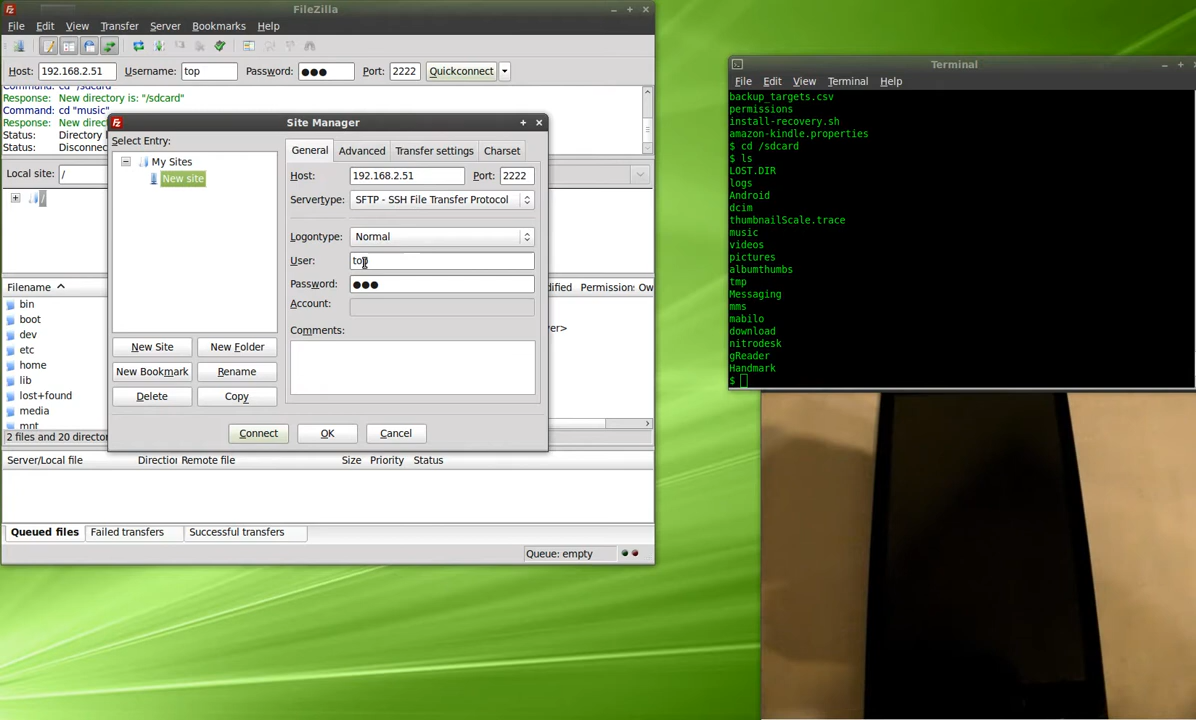 FileZilla
File Edit View Transfer Server Bookmarks Help
Host: 192.168.2.51 Username: top Password: ●●● Port: 2222 Quickconnect
Command: cd "/sdcard"
Response: New directory is: "/sdcard"
Command: cd "music"
Response: New direc
Status: Directory
Status: Disconnec
Local site: /
/
Filename
bin
boot
dev
etc
home
lib
lost+found
media
mnt
2 files and 20 director
dified Permission: Ow
ver>
Server/Local file Directio Remote file Size Priority Status
Queued files Failed transfers Successful transfers
Queue: empty
Site Manager
Select Entry:
My Sites
New site
New Site New Folder
New Bookmark Rename
Delete Copy
General Advanced Transfer settings Charset
Host: 192.168.2.51 Port: 2222
Servertype: SFTP - SSH File Transfer Protocol
Logontype: Normal
User: top
Password: ●●●
Account:
Comments:
Connect OK Cancel
Terminal
File Edit View Terminal Help
backup_targets.csv
permissions
install-recovery.sh
amazon-kindle.properties
$ cd /sdcard
$ ls
LOST.DIR
logs
Android
dcim
thumbnailScale.trace
music
videos
pictures
albumthumbs
tmp
Messaging
mms
mabilo
download
nitrodesk
gReader
Handmark
$